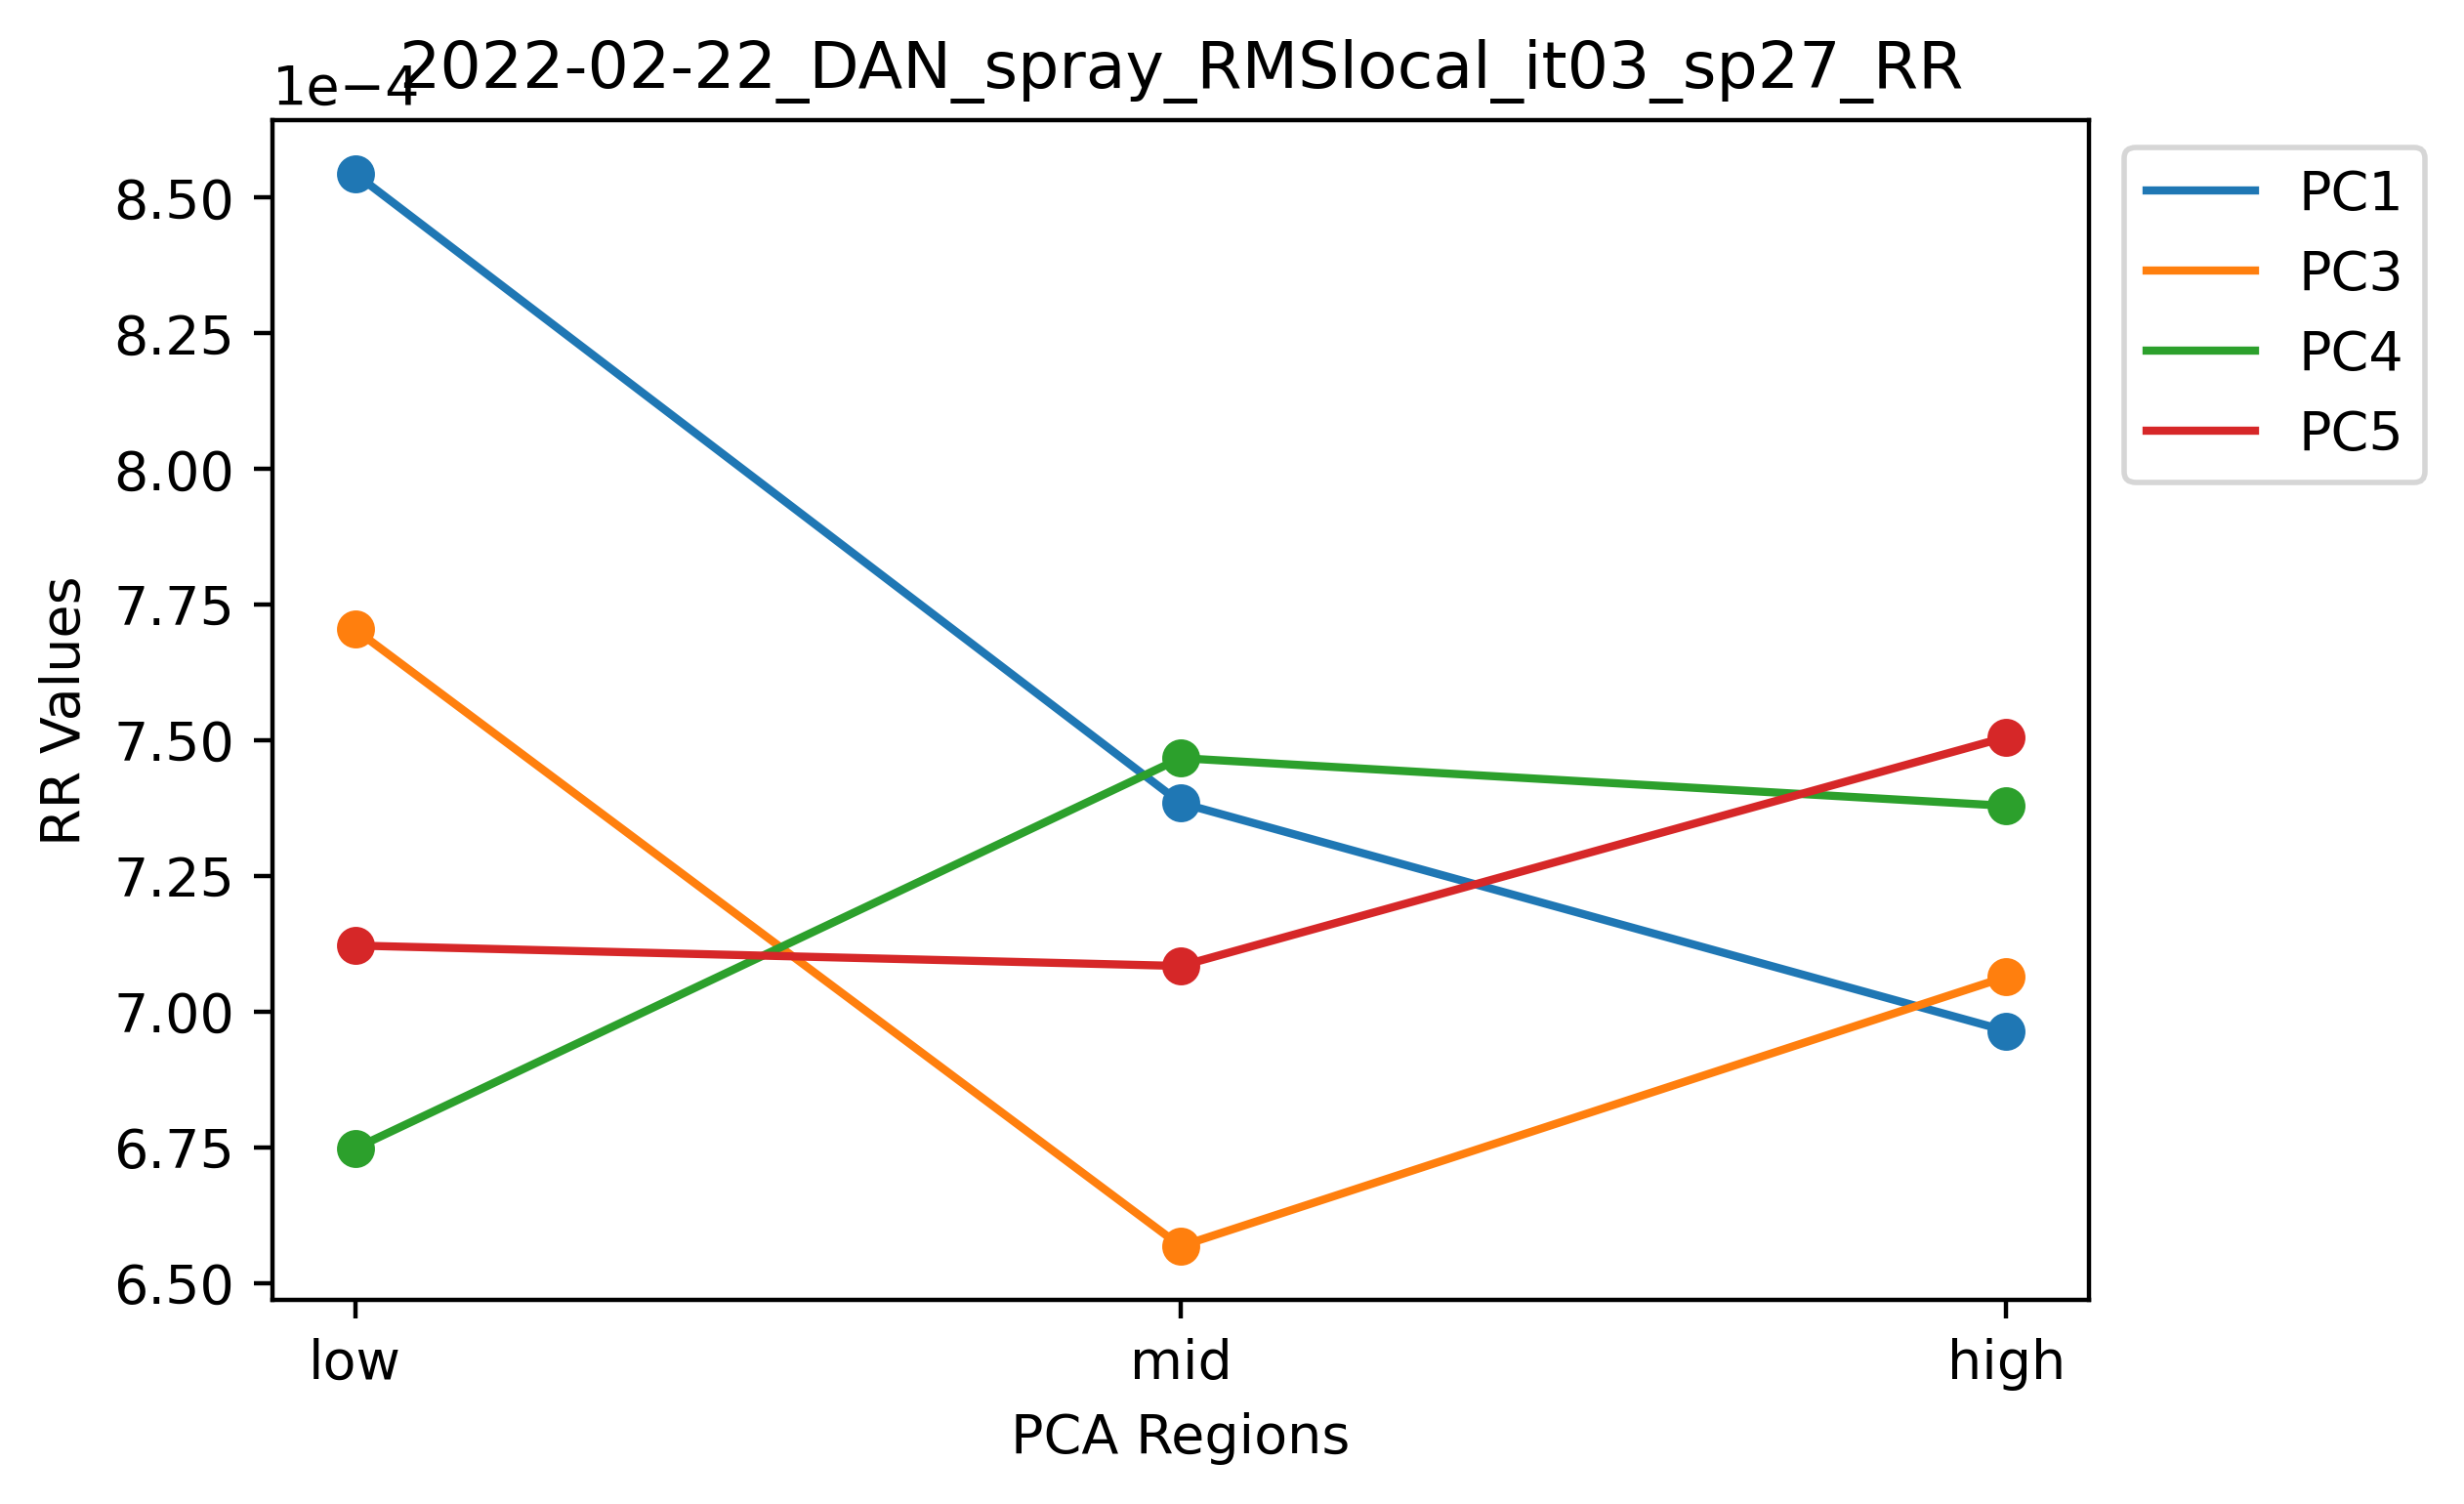 2022-02-22_DAN_spray_RMSlocal_it03_sp27_RR
1e−4
8.50
8.25
8.00
7.75
7.50
7.25
7.00
6.75
6.50
RR Values
low
mid
high
PCA Regions
PC1
PC3
PC4
PC5